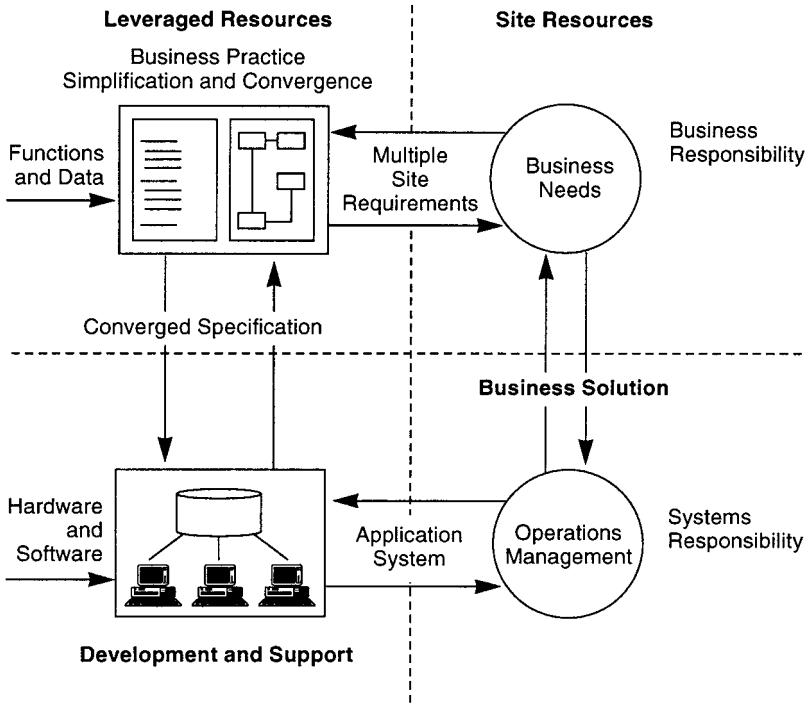 Leveraged Resources
Site Resources
Business Practice
Simplification and Convergence
Functions
and Data
Multiple
Site
Requirements
Business
Needs
Business
Responsibility
Converged Specification
Business Solution
Hardware
and
Software
Application
System
Operations
Management
Systems
Responsibility
Development and Support